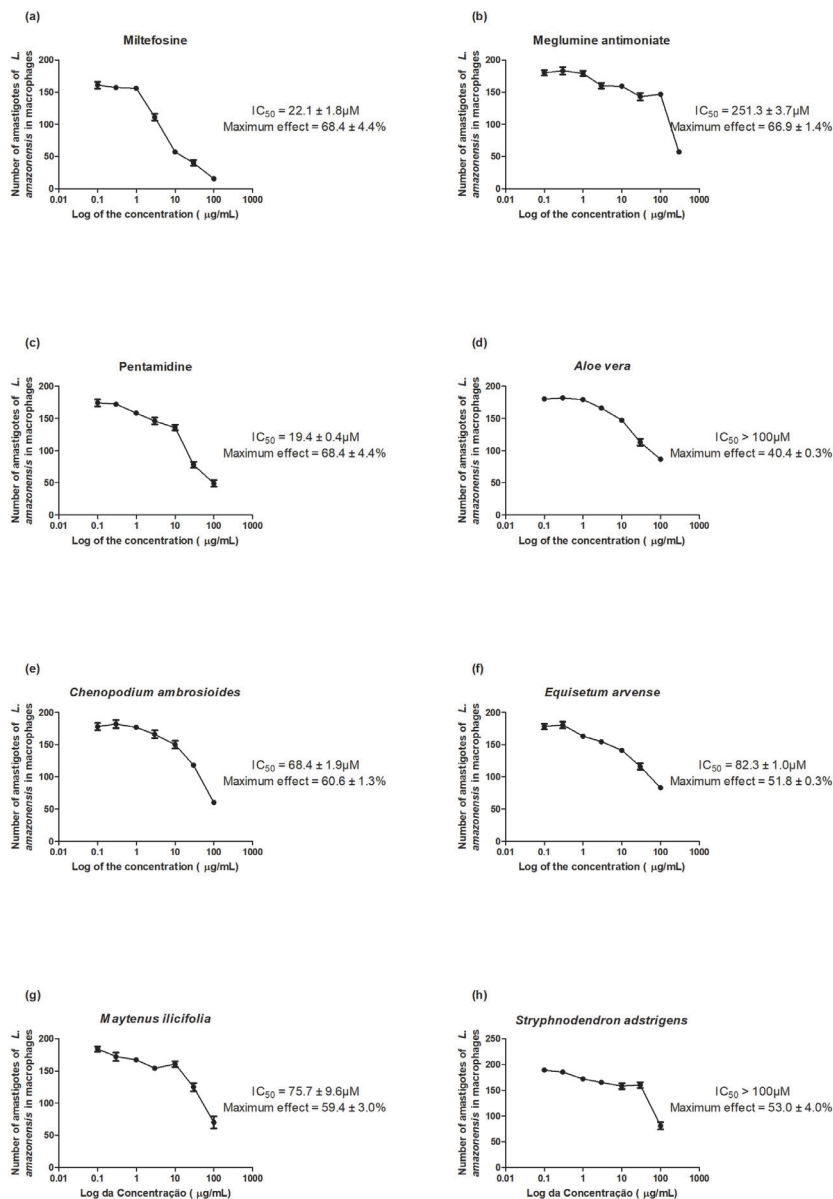 (a)
Miltefosine
Number of amastigotes of L.
amazonensis in macrophages
200
150
100
50
0
0.01 0.1 1 10 100 1000
Log of the concentration ( μg/mL)
IC50 = 22.1 ± 1.8µM
Maximum effect = 68.4 ± 4.4%
(b)
Meglumine antimoniate
Number of amastigotes of L.
amazonensis in macrophages
200
150
100
50
0
0.01 0.1 1 10 100 1000
Log of the concentration ( μg/mL)
IC50 = 251.3 ± 3.7µM
Maximum effect = 66.9 ± 1.4%
(c)
Pentamidine
Number of amastigotes of L.
amazonensis in macrophages
200
150
100
50
0
0.01 0.1 1 10 100 1000
Log of the concentration ( μg/mL)
IC50 = 19.4 ± 0.4µM
Maximum effect = 68.4 ± 4.4%
(d)
Aloe vera
Number of amastigotes of L.
amazonensis in macrophages
200
150
100
50
0
0.01 0.1 1 10 100 1000
Log of the concentration ( μg/mL)
IC50 > 100µM
Maximum effect = 40.4 ± 0.3%
(e)
Chenopodium ambrosioides
Number of amastigotes of L.
amazonensis in macrophages
200
150
100
50
0
0.01 0.1 1 10 100 1000
Log of the concentration ( μg/mL)
IC50 = 68.4 ± 1.9µM
Maximum effect = 60.6 ± 1.3%
(f)
Equisetum arvense
Number of amastigotes of L.
amazonensis in macrophages
200
150
100
50
0
0.01 0.1 1 10 100 1000
Log of the concentration ( μg/mL)
IC50 = 82.3 ± 1.0µM
Maximum effect = 51.8 ± 0.3%
(g)
Maytenus ilicifolia
Number of amastigotes of L.
amazonensis in macrophages
200
150
100
50
0
0.01 0.1 1 10 100 1000
Log da Concentração ( μg/mL)
IC50 = 75.7 ± 9.6µM
Maximum effect = 59.4 ± 3.0%
(h)
Stryphnodendron adstrigens
Number of amastigotes of L.
amazonensis in macrophages
250
200
150
100
50
0
0.01 0.1 1 10 100 1000
Log da Concentração ( μg/mL)
IC50 > 100µM
Maximum effect = 53.0 ± 4.0%